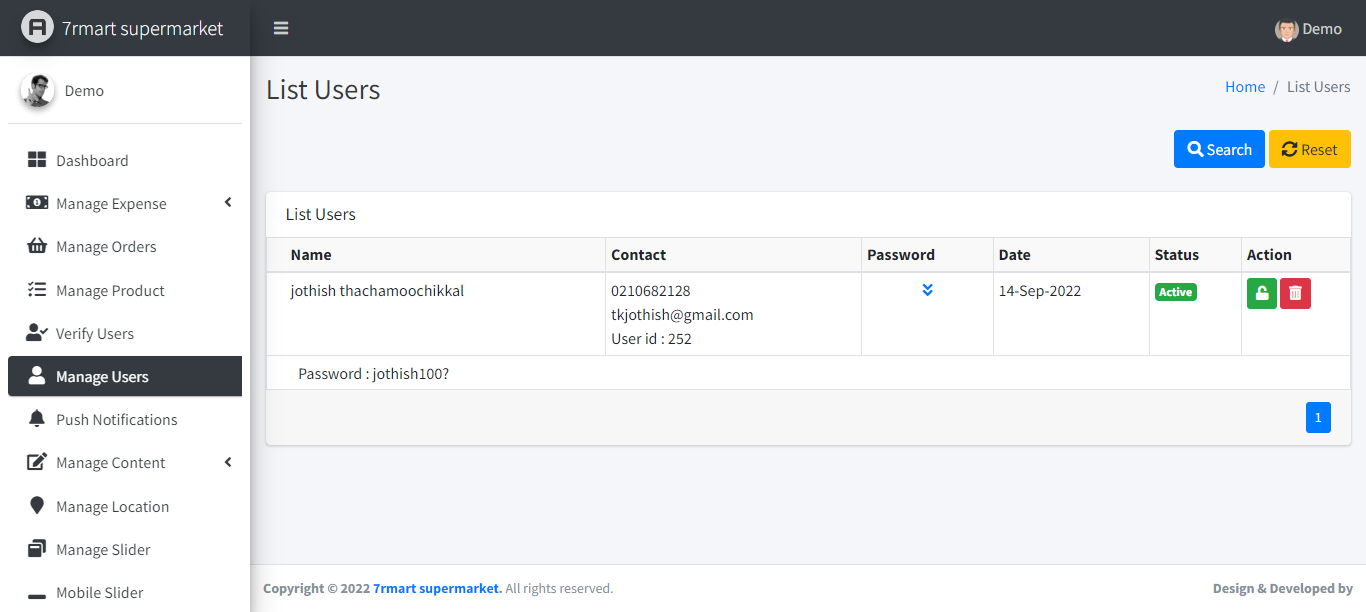 7rmart supermarket
Demo
Demo
Dashboard
Manage Expense
Manage Orders
Manage Product
Verify Users
Manage Users
Push Notifications
Manage Content
Manage Location
Manage Slider
Mobile Slider
List Users
Home / List Users
Search Reset
List Users
Name Contact Password Date Status Action
jothish thachamoochikkal 0210682128 14-Sep-2022 Active
tkjothish@gmail.com
User id : 252
Password : jothish100?
1
Copyright © 2022 7rmart supermarket. All rights reserved. Design & Developed by